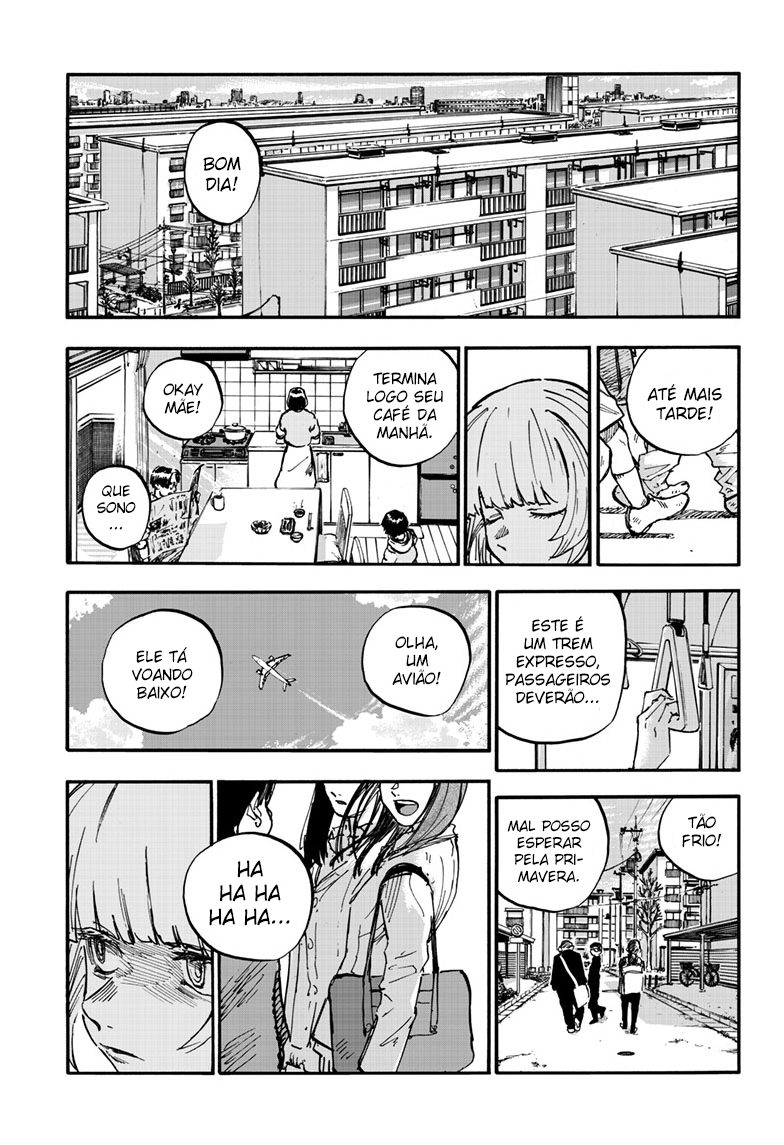 BOM
DIA!
ATÉ MAIS
TARDE!
TERMINA
LOGO SEU
CAFÉ DA
MANHÃ.
OKAY
MÃE!
QUE
SONO
...
ESTE É
UM TREM
EXPRESSO,
PASSAGEIROS
DEVERÃO...
OLHA,
UM
AVIÃO!
ELE TÁ
VOANDO
BAIXO!
TÃO
FRIO!
MAL POSSO
ESPERAR
PELA PRI-
MAVERA.
HA
HA HA
HA HA...